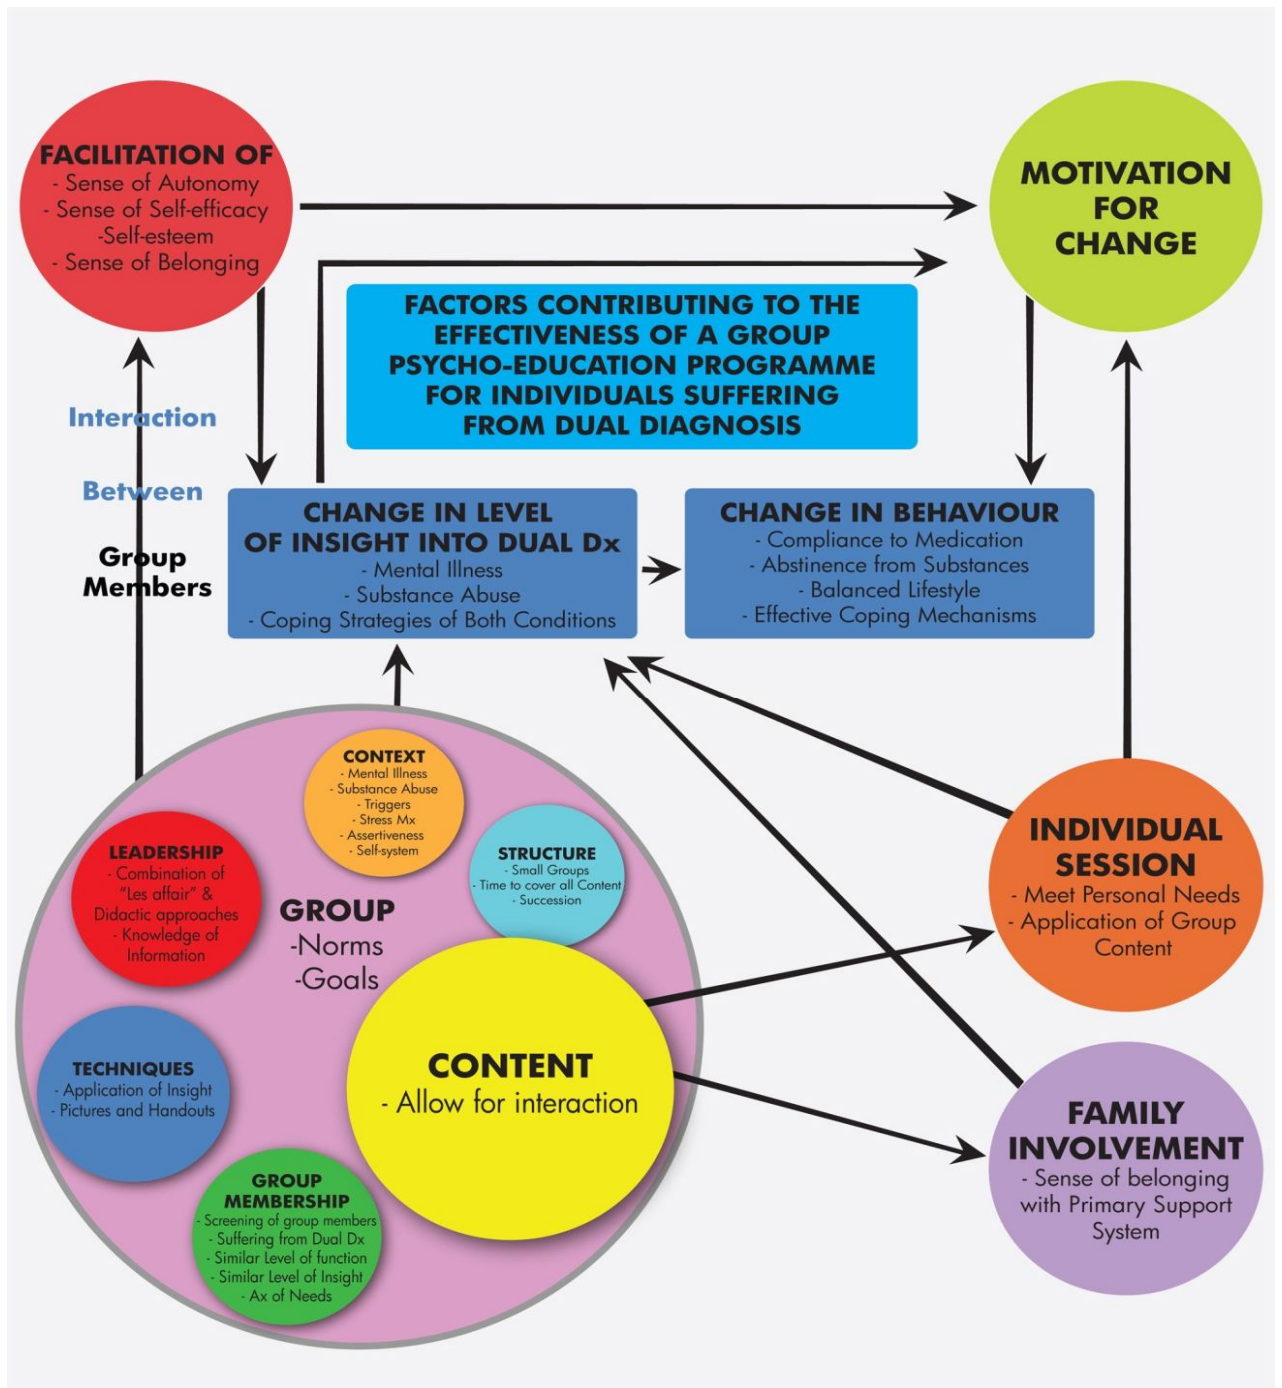 FACILITATION OF
- Sense of Autonomy
- Sense of Self-efficacy
-Self-esteem
- Sense of Belonging
MOTIVATION
FOR
CHANGE
FACTORS CONTRIBUTING TO THE
EFFECTIVENESS OF A GROUP
PSYCHO-EDUCATION PROGRAMME
FOR INDIVIDUALS SUFFERING
FROM DUAL DIAGNOSIS
Interaction
Between
Group
Members
CHANGE IN LEVEL
OF INSIGHT INTO DUAL Dx
- Mental Illness
- Substance Abuse
- Coping Strategies of Both Conditions
CHANGE IN BEHAVIOUR
- Compliance to Medication
- Abstinence from Substances
- Balanced Lifestyle
- Effective Coping Mechanisms
CONTEXT
- Mental Illness
- Substance Abuse
- Triggers
- Stress Mx
- Assertiveness
- Self-system
LEADERSHIP
- Combination of
"Les affair" &
Didactic approaches
- Knowledge of
Information
STRUCTURE
- Small Groups
- Time to cover all Content
- Succession
GROUP
-Norms
-Goals
CONTENT
- Allow for interaction
TECHNIQUES
- Application of Insight
- Pictures and Handouts
GROUP
MEMBERSHIP
- Screening of group members
- Suffering from Dual Dx
- Similar Level of function
- Similar Level of Insight
- Ax of Needs
INDIVIDUAL
SESSION
- Meet Personal Needs
- Application of Group
Content
FAMILY
INVOLVEMENT
- Sense of belonging
with Primary Support
System